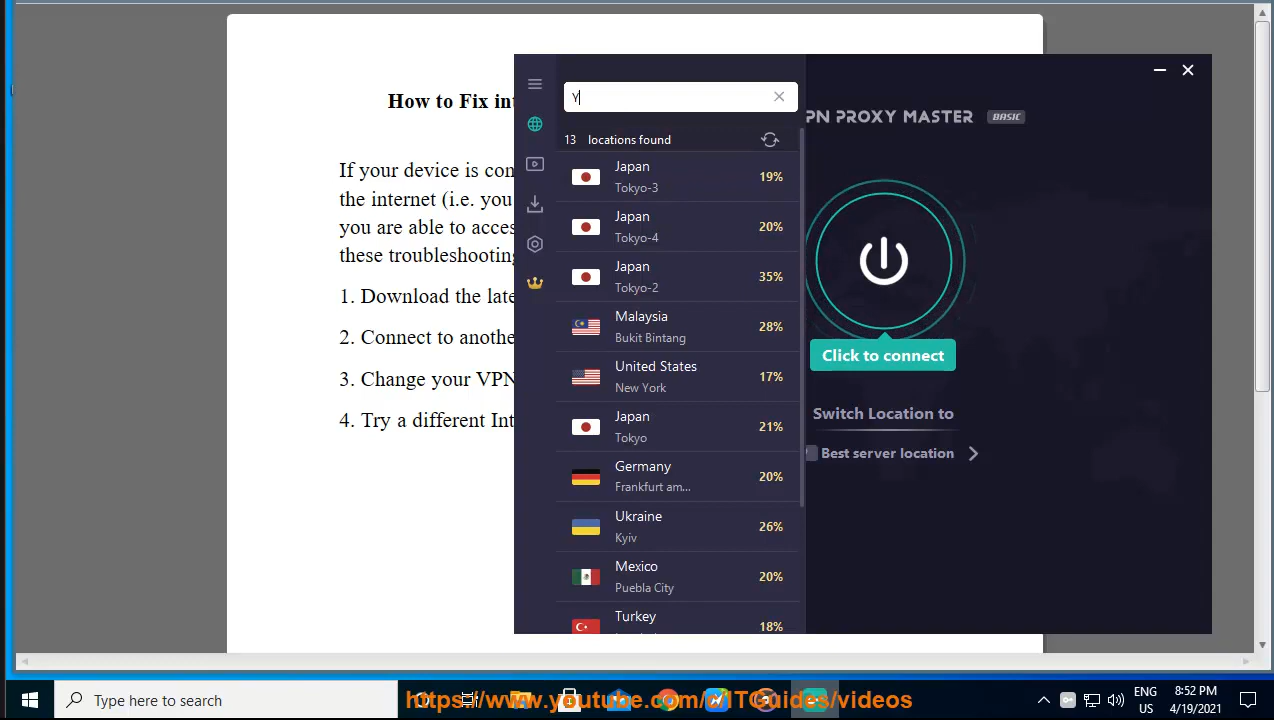 How to Fix int
If your device is con
the internet (i.e. you
you are able to acces
these troubleshooting
1. Download the late
2. Connect to anothe
3. Change your VPN
4. Try a different Int
Y
13 locations found
Japan
Tokyo-3
19%
Japan
Tokyo-4
20%
Japan
Tokyo-2
35%
Malaysia
Bukit Bintang
28%
United States
New York
17%
Japan
Tokyo
21%
Germany
Frankfurt am...
20%
Ukraine
Kyiv
26%
Mexico
Puebla City
20%
Turkey
18%
PN PROXY MASTER BASIC
Click to connect
Switch Location to
Best server location
Type here to search
https://www.youtube.com/c/ITGuides/videos
ENG
US
8:52 PM
4/19/2021